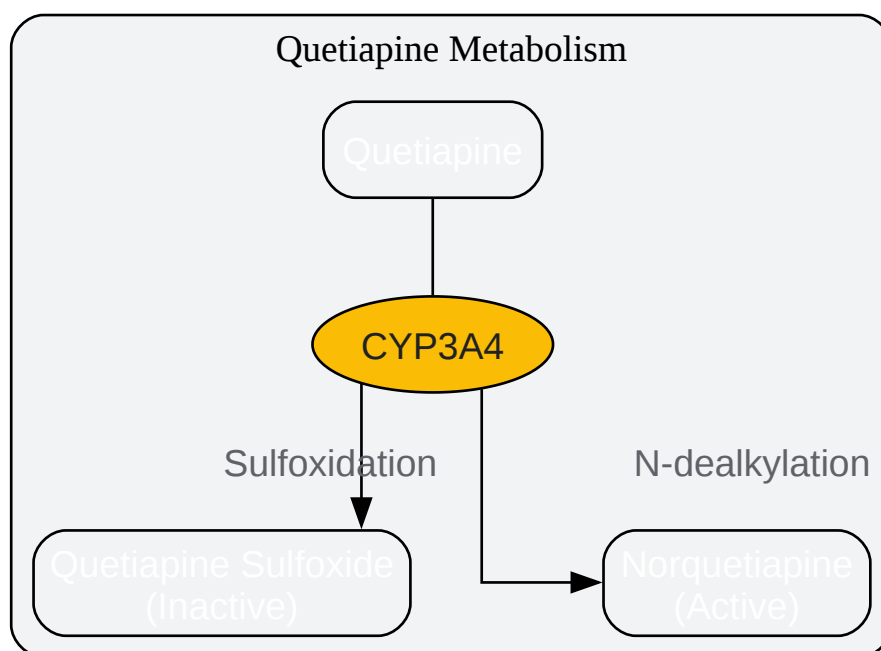 Quetiapine Metabolism
Quetiapine
CYP3A4
Sulfoxidation
N-dealkylation
Quetiapine Sulfoxide
(Inactive)
Norquetiapine
(Active)